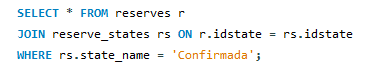 SELECT * FROM reserves r
JOIN reserve_states rs ON r.idstate = rs.idstate
WHERE rs.state_name = 'Confirmada';